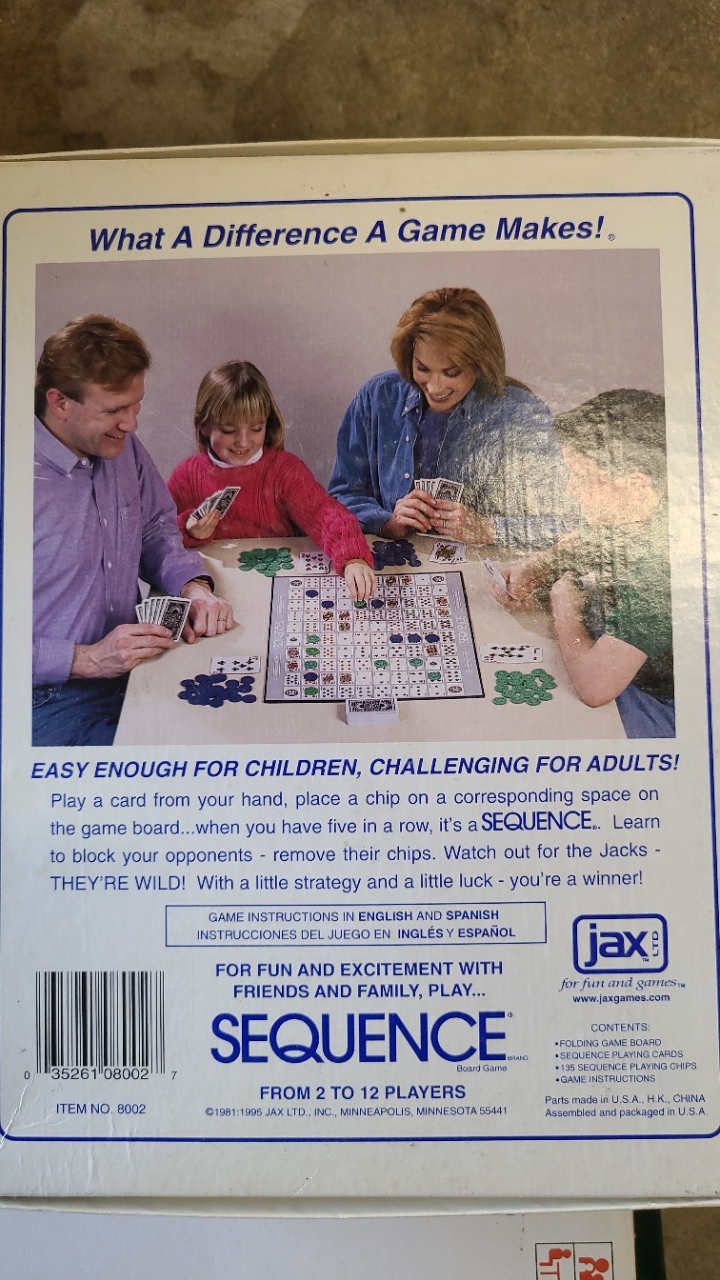 What A Difference A Game Makes!®
EASY ENOUGH FOR CHILDREN, CHALLENGING FOR ADULTS!
Play a card from your hand, place a chip on a corresponding space on
the game board...when you have five in a row, it's a SEQUENCE®. Learn
to block your opponents - remove their chips. Watch out for the Jacks -
THEY'RE WILD! With a little strategy and a little luck - you're a winner!
GAME INSTRUCTIONS IN ENGLISH AND SPANISH
INSTRUCCIONES DEL JUEGO EN INGLÉS Y ESPAÑOL
jax LTD ™
for fun and games™
www.jaxgames.com
FOR FUN AND EXCITEMENT WITH
FRIENDS AND FAMILY, PLAY...
SEQUENCE®
BRAND
Board Game
FROM 2 TO 12 PLAYERS
©1981:1995 JAX LTD., INC., MINNEAPOLIS, MINNESOTA 55441
0 35261 08002 7
ITEM NO. 8002
CONTENTS:
•FOLDING GAME BOARD
•SEQUENCE PLAYING CARDS
•135 SEQUENCE PLAYING CHIPS
•GAME INSTRUCTIONS
Parts made in U.S.A., H.K., CHINA
Assembled and packaged in U.S.A.